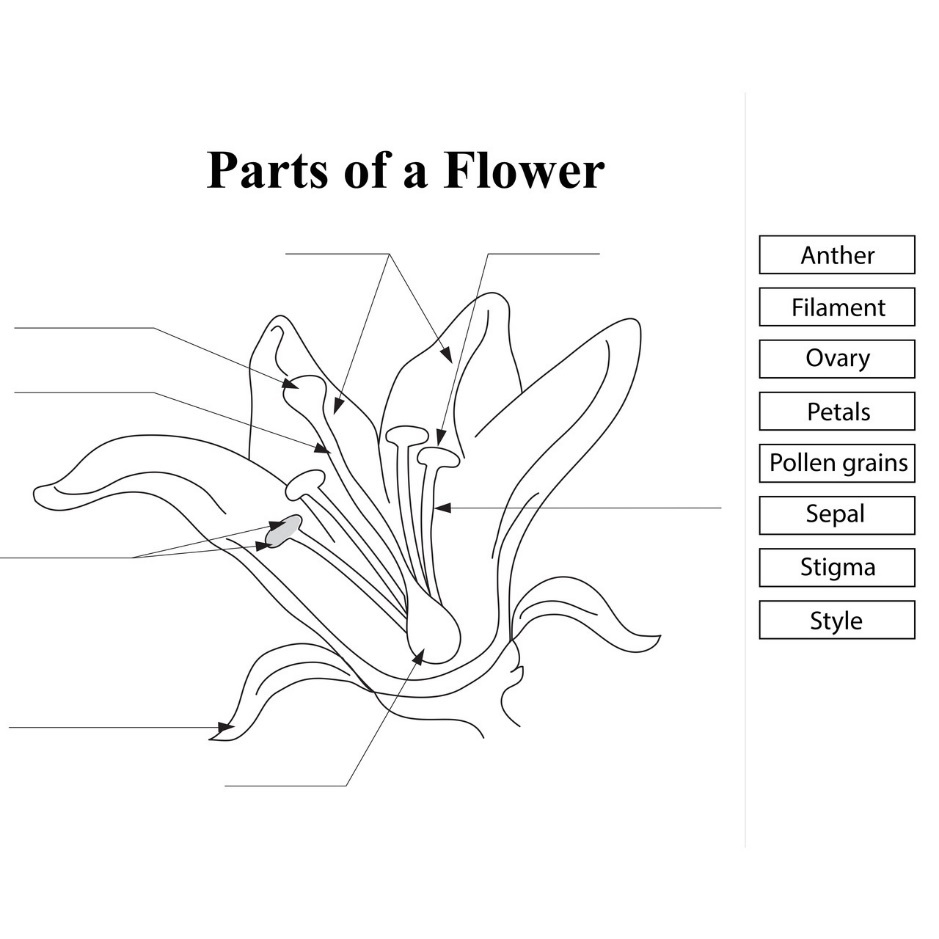 Parts of a Flower
Anther
Filament
Ovary
Petals
Pollen grains
Sepal
Stigma
Style